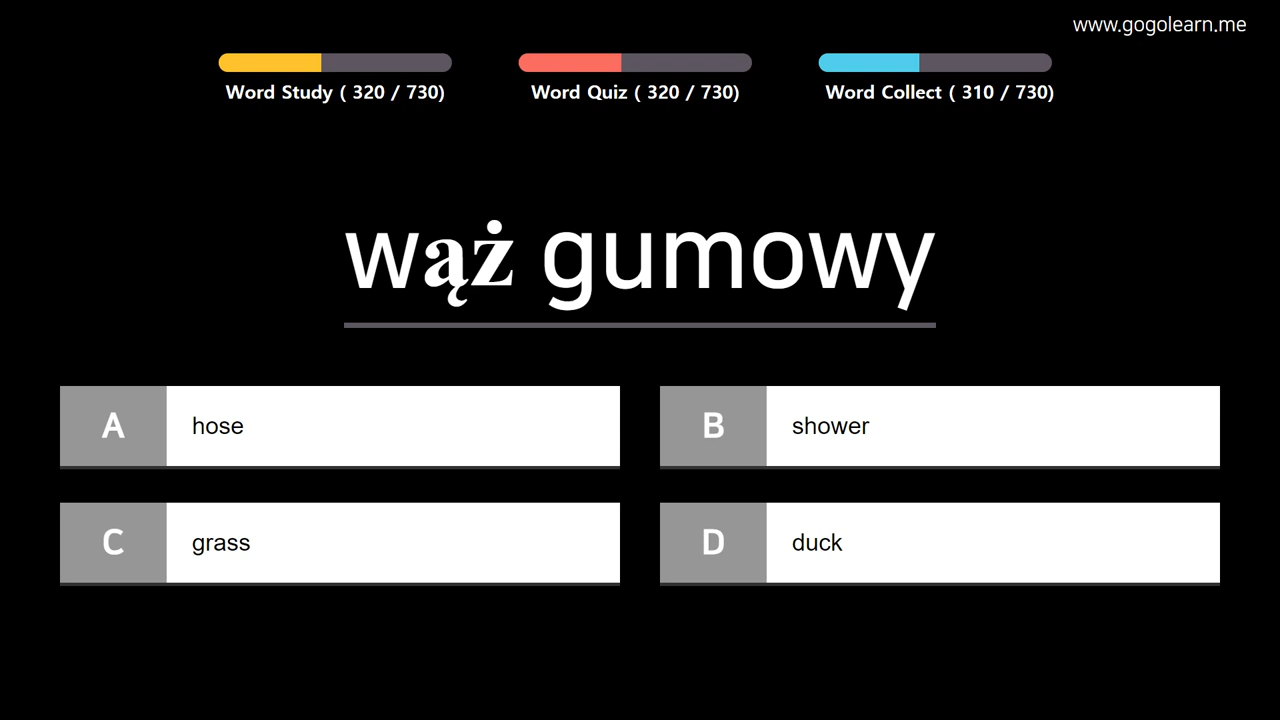 www.gogolearn.me
Word Study ( 320 / 730)
Word Quiz ( 320 / 730)
Word Collect ( 310 / 730)
wąż gumowy
A hose
B shower
C grass
D duck